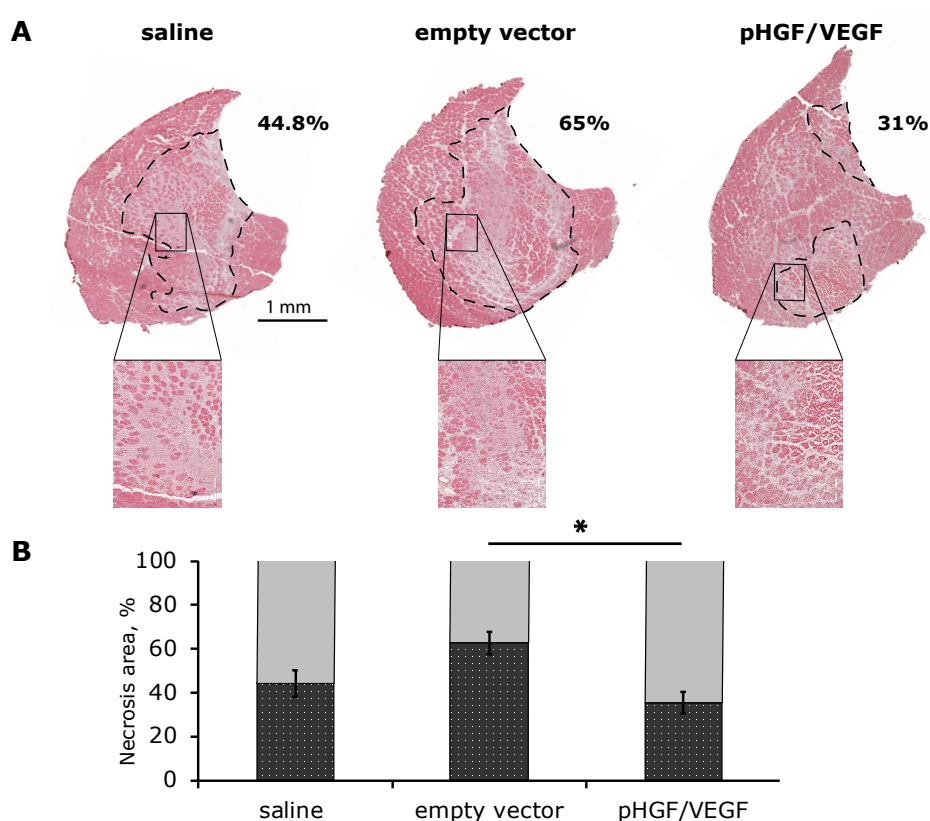 A
saline
empty vector
pHGF/VEGF
44.8%
65%
31%
1 mm
B
*
Necrosis area, %
100
80
60
40
20
0
saline
empty vector
pHGF/VEGF